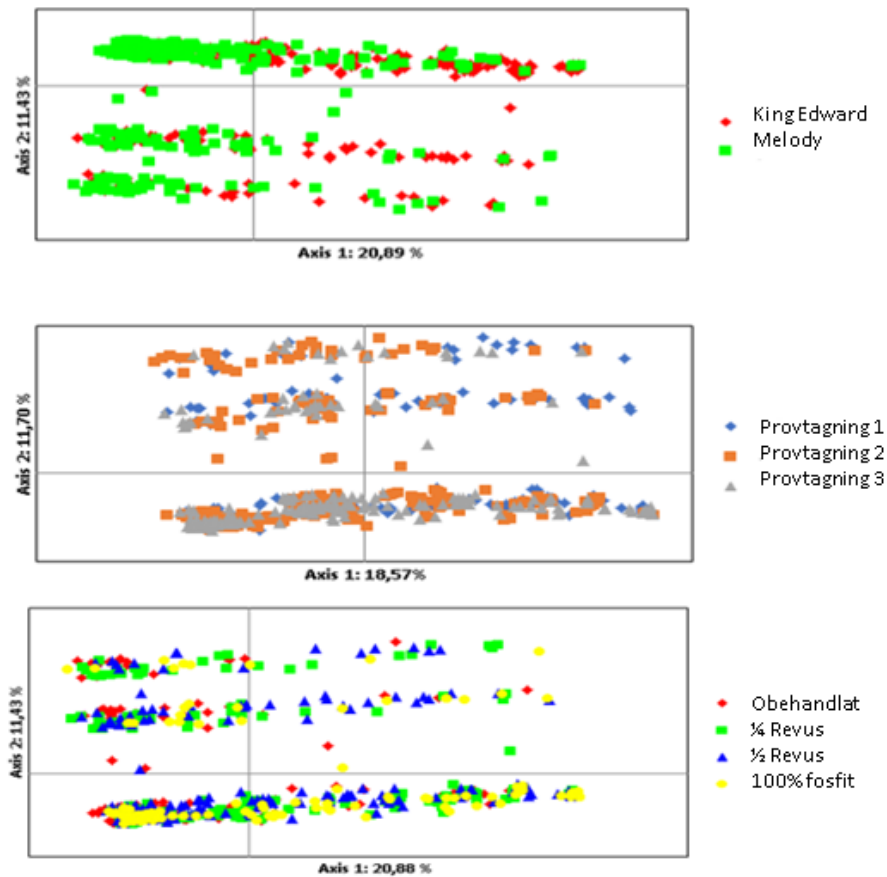 Axis 2: 11,43 %
King Edward
Melody
Axis 1: 20,89 %
Axis 2: 11,70 %
Provtagning 1
Provtagning 2
Provtagning 3
Axis 1: 18,57%
Axis 2: 11,43 %
Obehandlat
¼ Revus
½ Revus
100% fosfit
Axis 1: 20,88 %